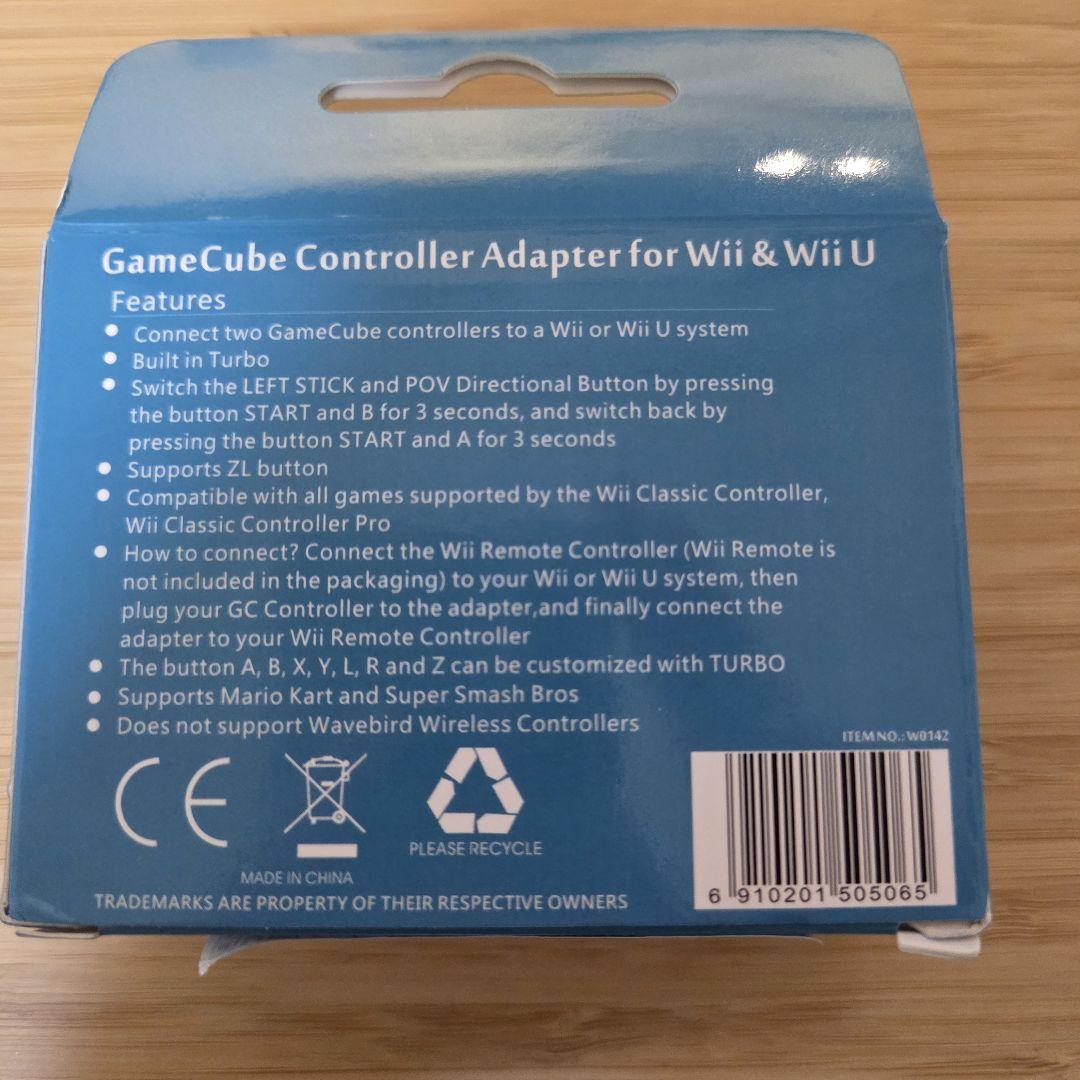 GameCube Controller Adapter for Wii & Wii U
Features
• Connect two GameCube controllers to a Wii or Wii U system
• Built in Turbo
• Switch the LEFT STICK and POV Directional Button by pressing
the button START and B for 3 seconds, and switch back by
pressing the button START and A for 3 seconds
• Supports ZL button
• Compatible with all games supported by the Wii Classic Controller,
Wii Classic Controller Pro
• How to connect? Connect the Wii Remote Controller (Wii Remote is
not included in the packaging) to your Wii or Wii U system, then
plug your GC Controller to the adapter,and finally connect the
adapter to your Wii Remote Controller
• The button A, B, X, Y, L, R and Z can be customized with TURBO
• Supports Mario Kart and Super Smash Bros
• Does not support Wavebird Wireless Controllers
ITEM NO.: W0142
CE
PLEASE RECYCLE
MADE IN CHINA
TRADEMARKS ARE PROPERTY OF THEIR RESPECTIVE OWNERS
6 910201 505065